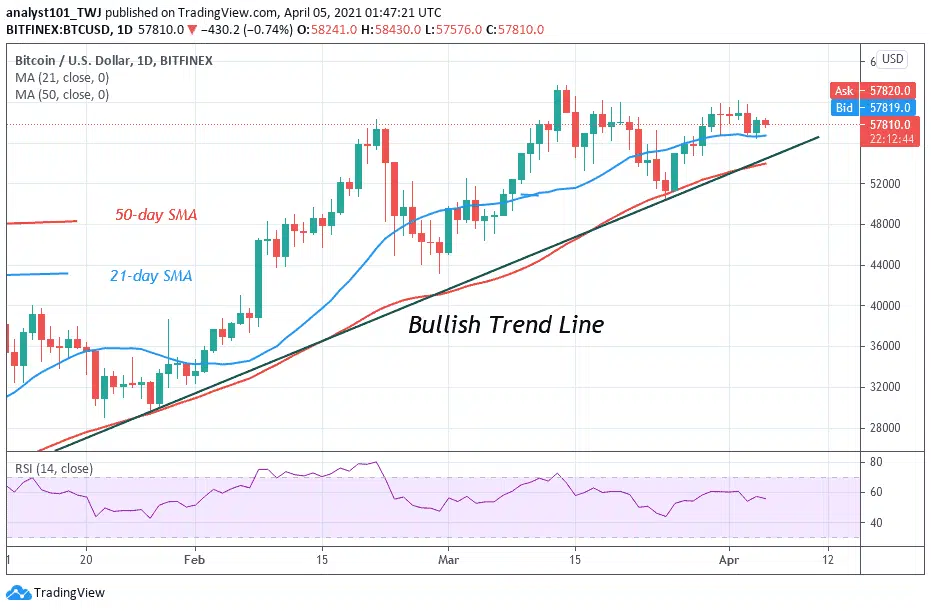 analyst101_TWJ published on TradingView.com, April 05, 2021 01:47:21 UTC
BITFINEX:BTCUSD, 1D 57810.0 ▼ −430.2 (−0.74%) O:58241.0 H:58430.0 L:57576.0 C:57810.0
Bitcoin / U.S. Dollar, 1D, BITFINEX
MA (21, close, 0)
MA (50, close, 0)
USD
Ask 57820.0
Bid 57819.0
57810.0
22:12:44
52000
50-day SMA
48000
21-day SMA
44000
40000
Bullish Trend Line
36000
32000
28000
RSI (14, close)
80
60
40
20 Feb 15 Mar 15 Apr 12
TradingView